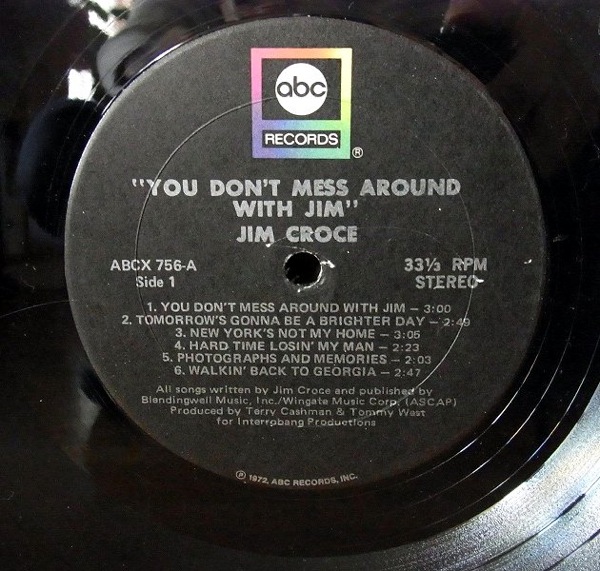 abc
RECORDS
®
"YOU DON'T MESS AROUND
WITH JIM"
JIM CROCE
ABCX 756-A
Side 1
33⅓ RPM
STEREO
1. YOU DON'T MESS AROUND WITH JIM – 3:00
2. TOMORROW'S GONNA BE A BRIGHTER DAY – 2:49
3. NEW YORK'S NOT MY HOME – 3:05
4. HARD TIME LOSIN' MY MAN – 2:23
5. PHOTOGRAPHS AND MEMORIES – 2:03
6. WALKIN' BACK TO GEORGIA – 2:47
All songs written by Jim Croce and published by
Blendingwell Music, Inc./Wingate Music Corp. (ASCAP)
Produced by Terry Cashman & Tommy West
for Interrobang Productions
℗ 1972, ABC RECORDS, INC.